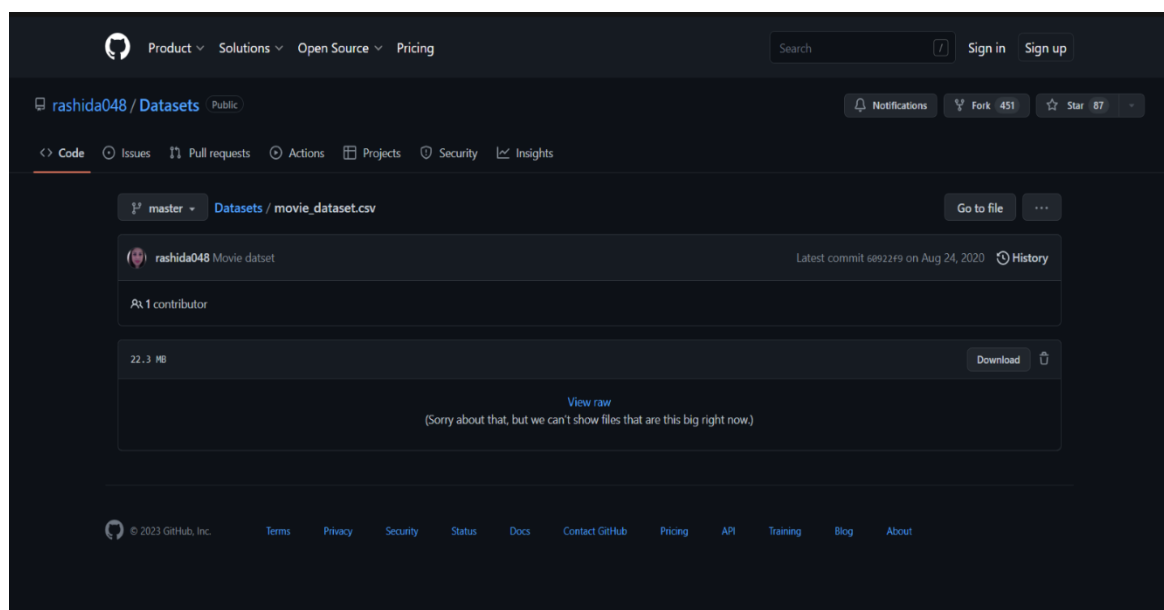 Product Solutions Open Source Pricing Search / Sign in Sign up
rashida048 / Datasets Public Notifications Fork 451 Star 87
<> Code Issues Pull requests Actions Projects Security Insights
master Datasets / movie_dataset.csv Go to file ...
rashida048 Movie datset Latest commit 60922f9 on Aug 24, 2020 History
1 contributor
22.3 MB Download
View raw
(Sorry about that, but we can't show files that are this big right now.)
© 2023 GitHub, Inc. Terms Privacy Security Status Docs Contact GitHub Pricing API Training Blog About